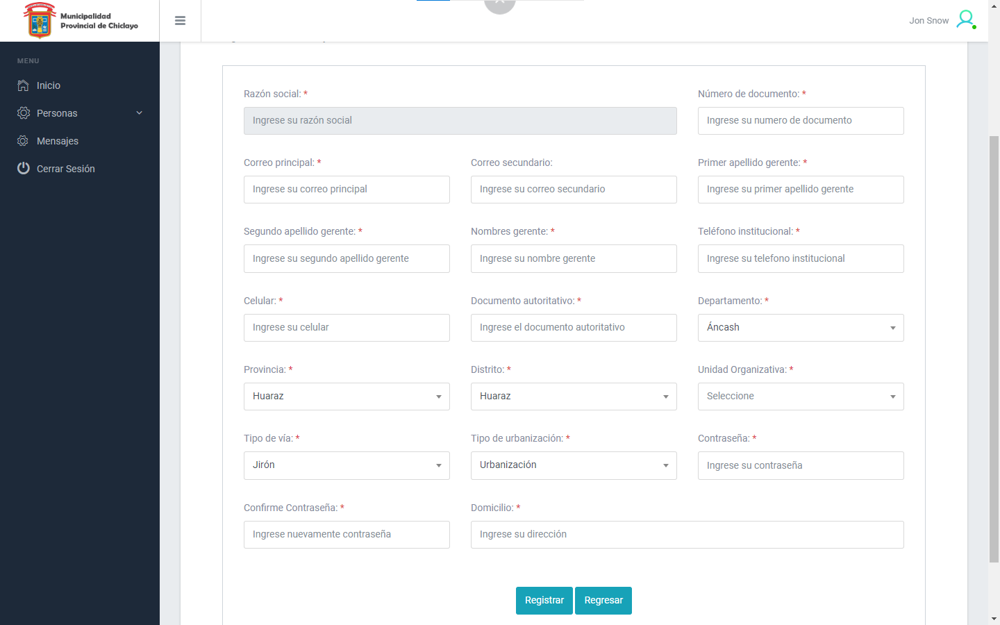 Municipalidad
Provincial de Chiclayo
Jon Snow
MENU
Inicio
Personas
Mensajes
Cerrar Sesión
Razón social: *
Número de documento: *
Ingrese su razón social
Ingrese su numero de documento
Correo principal: *
Correo secundario:
Primer apellido gerente: *
Ingrese su correo principal
Ingrese su correo secundario
Ingrese su primer apellido gerente
Segundo apellido gerente: *
Nombres gerente: *
Teléfono institucional: *
Ingrese su segundo apellido gerente
Ingrese su nombre gerente
Ingrese su telefono institucional
Celular: *
Documento autoritativo: *
Departamento: *
Ingrese su celular
Ingrese el documento autoritativo
Áncash
Provincia: *
Distrito: *
Unidad Organizativa: *
Huaraz
Huaraz
Seleccione
Tipo de vía: *
Tipo de urbanización: *
Contraseña: *
Jirón
Urbanización
Ingrese su contraseña
Confirme Contraseña: *
Domicilio: *
Ingrese nuevamente contraseña
Ingrese su dirección
Registrar
Regresar